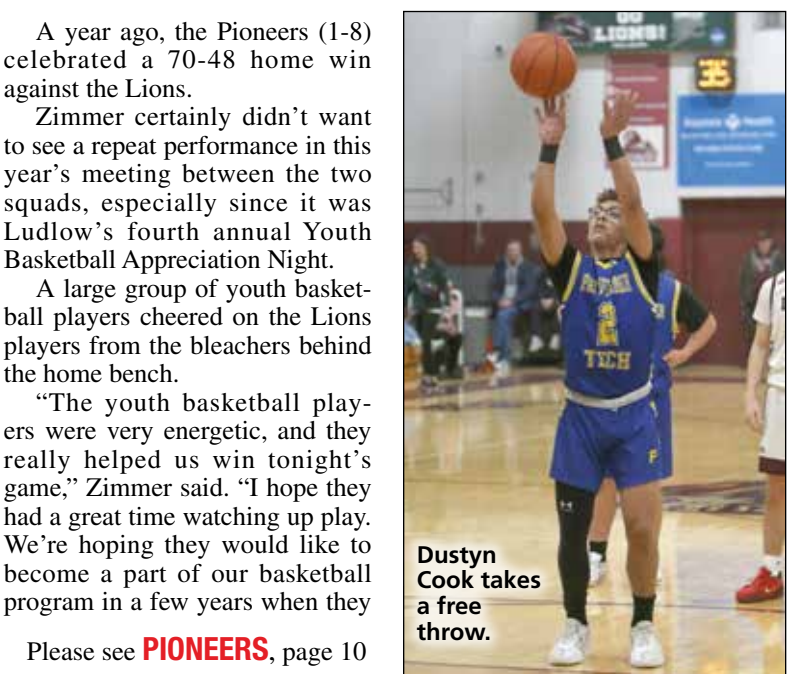 A year ago, the Pioneers (1-8)
celebrated a 70-48 home win
against the Lions.
Zimmer certainly didn't want
to see a repeat performance in this
year's meeting between the two
squads, especially since it was
Ludlow's fourth annual Youth
Basketball Appreciation Night.
A large group of youth basket-
ball players cheered on the Lions
players from the bleachers behind
the home bench.
"The youth basketball play-
ers were very energetic, and they
really helped us win tonight's
game," Zimmer said. "I hope they
had a great time watching up play.
We're hoping they would like to
become a part of our basketball
program in a few years when they
Please see PIONEERS, page 10
GO
LIONS!
35
2
TECH
P
Dustyn
Cook takes
a free
throw.